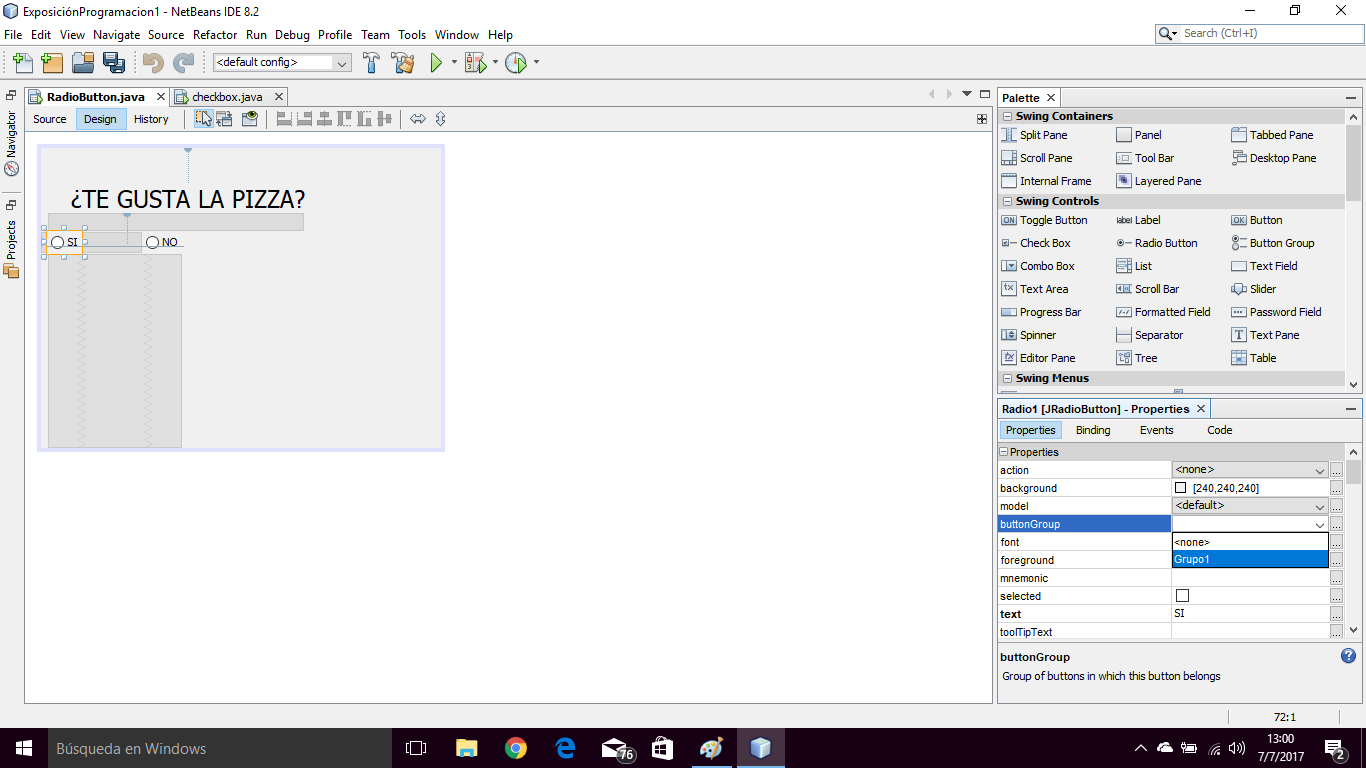 ExposiciónProgramacion1 - NetBeans IDE 8.2
File Edit View Navigate Source Refactor Run Debug Profile Team Tools Window Help
Search (Ctrl+I)
<default config>
RadioButton.java
checkbox.java
Source Design History
Navigator
Projects
¿TE GUSTA LA PIZZA?
SI
NO
Palette
Swing Containers
Split Pane Panel Tabbed Pane
Scroll Pane Tool Bar Desktop Pane
Internal Frame Layered Pane
Swing Controls
Toggle Button Label Button
Check Box Radio Button Button Group
Combo Box List Text Field
Text Area Scroll Bar Slider
Progress Bar Formatted Field Password Field
Spinner Separator Text Pane
Editor Pane Tree Table
Swing Menus
Radio1 [JRadioButton] - Properties
Properties Binding Events Code
Properties
action <none>
background [240,240,240]
model <default>
buttonGroup
font <none>
foreground Grupo1
mnemonic
selected
text SI
toolTipText
buttonGroup
Group of buttons in which this button belongs
72:1
Búsqueda en Windows
76
13:00
7/7/2017
2